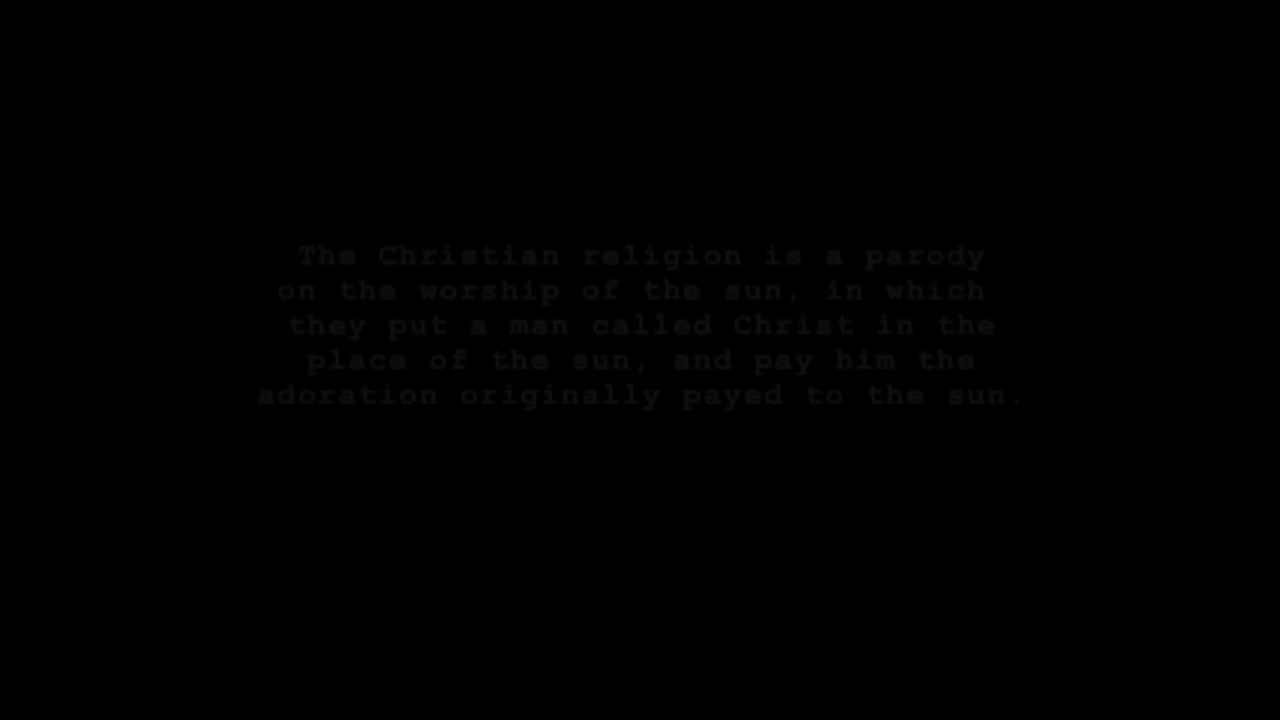 The Christian religion is a parody
on the worship of the sun, in which
they put a man called Christ in the
place of the sun, and pay him the
adoration originally payed to the sun.